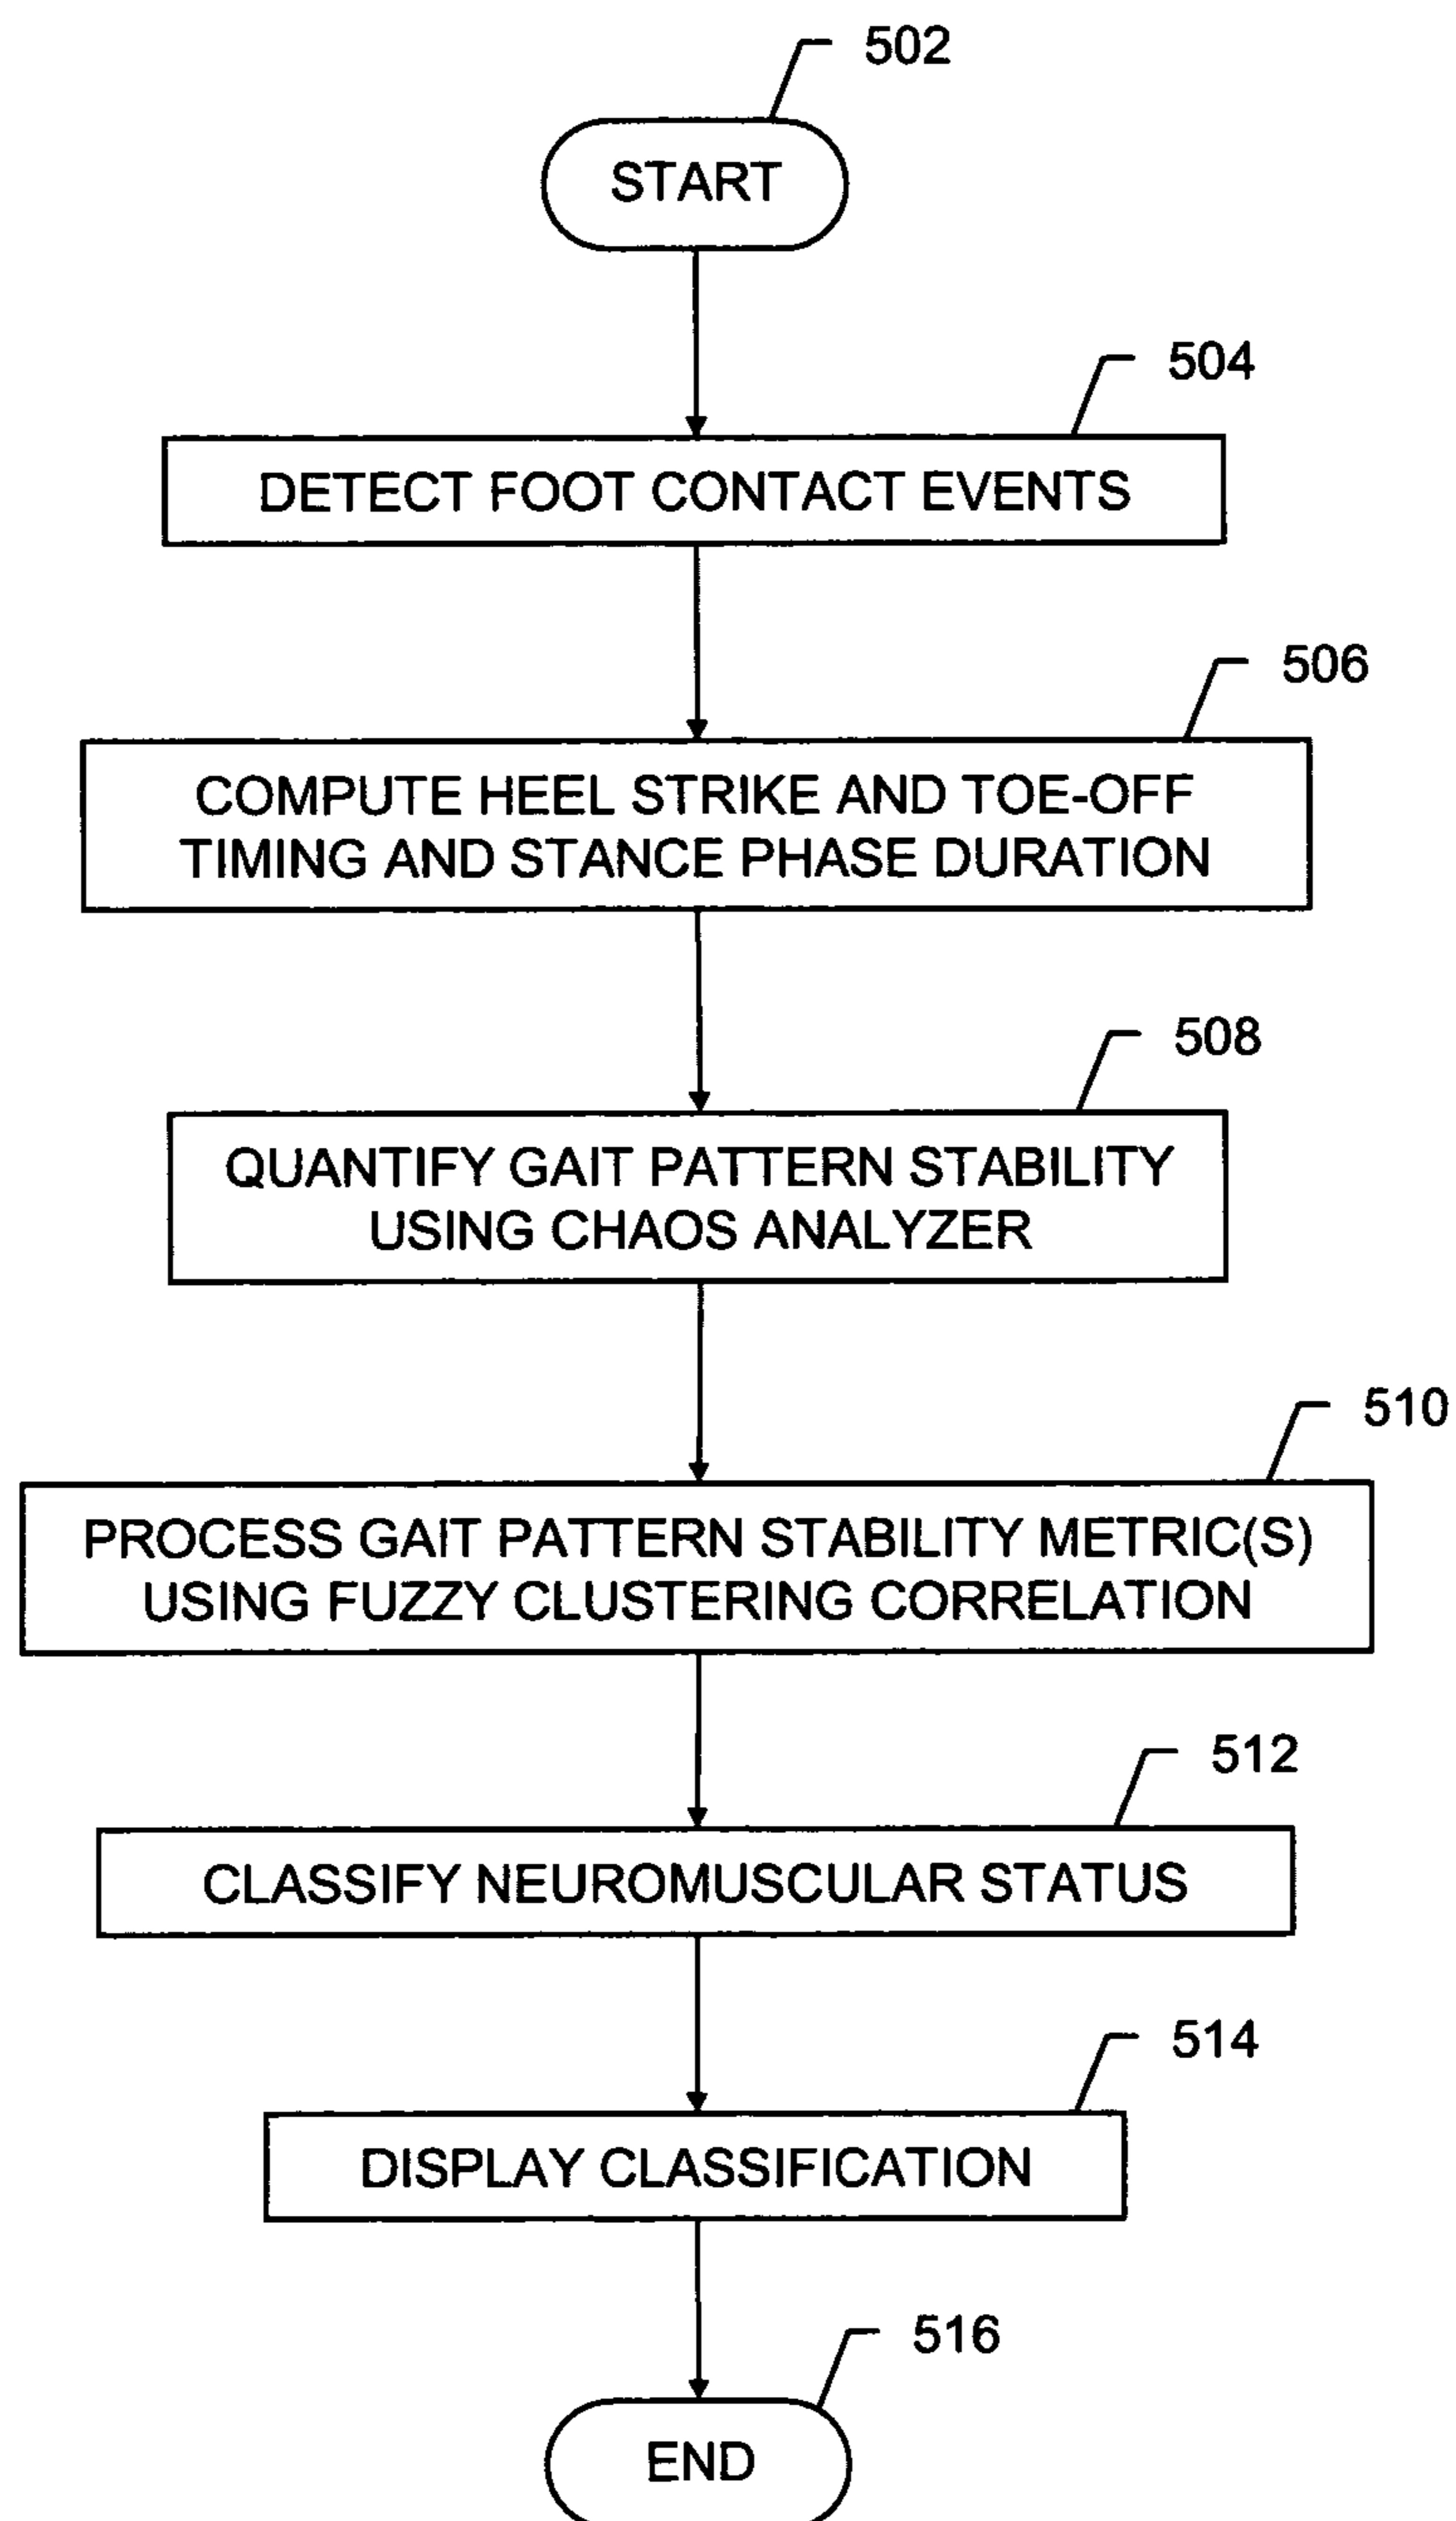 502
START
504
DETECT FOOT CONTACT EVENTS
506
COMPUTE HEEL STRIKE AND TOE-OFF
TIMING AND STANCE PHASE DURATION
508
QUANTIFY GAIT PATTERN STABILITY
USING CHAOS ANALYZER
510
PROCESS GAIT PATTERN STABILITY METRIC(S)
USING FUZZY CLUSTERING CORRELATION
512
CLASSIFY NEUROMUSCULAR STATUS
514
DISPLAY CLASSIFICATION
516
END